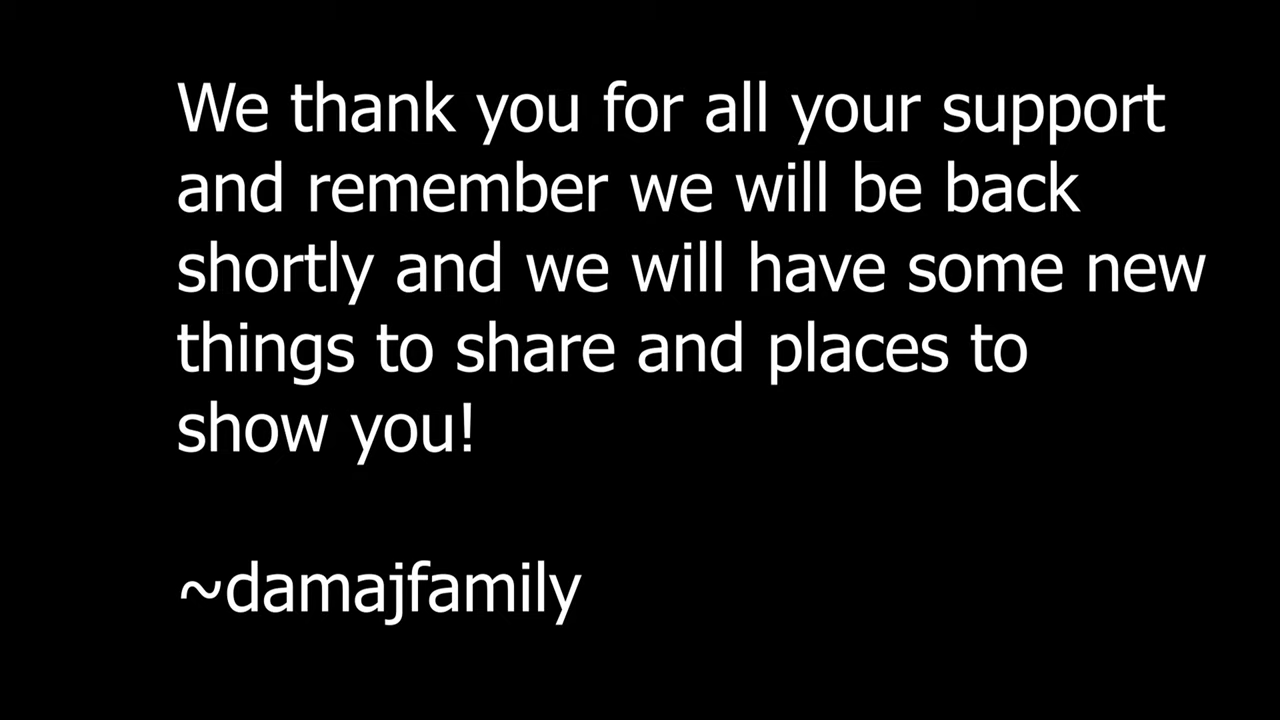 We thank you for all your support
and remember we will be back
shortly and we will have some new
things to share and places to
show you!
~damajfamily